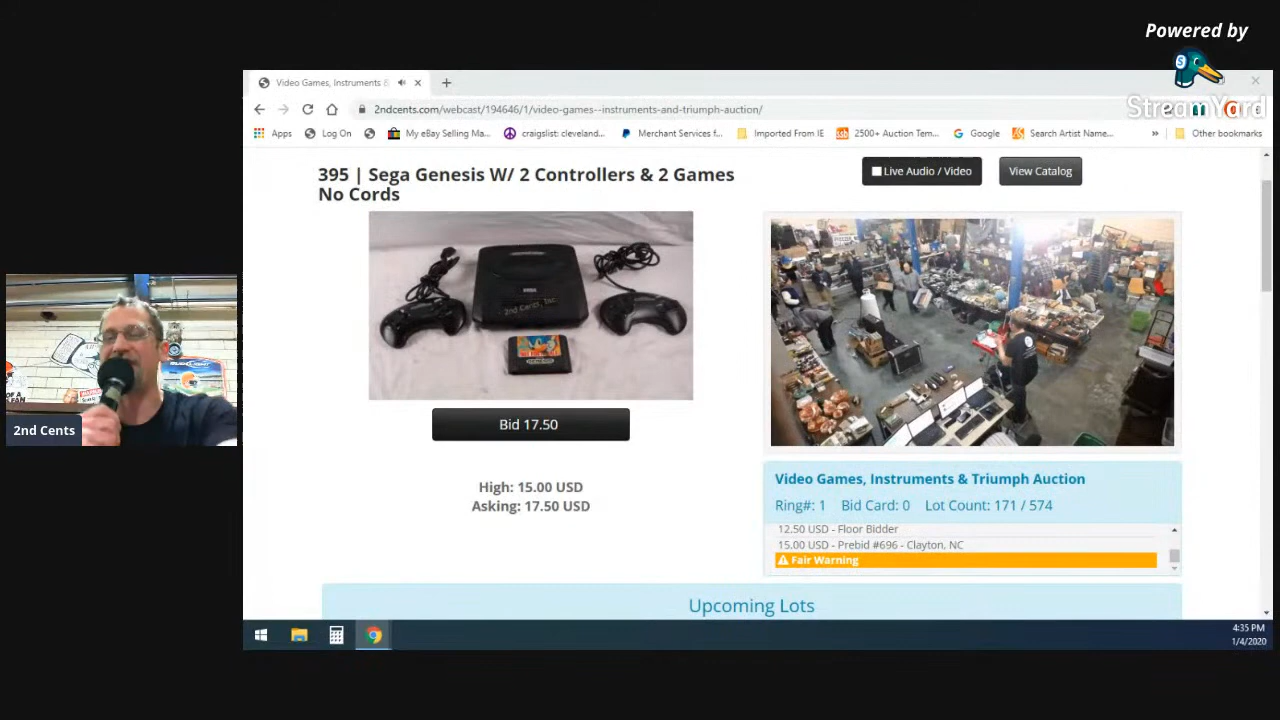 Powered by
StreamYard
Video Games, Instruments &
2ndcents.com/webcast/194646/1/video-games--instruments-and-triumph-auction/
Apps
Log On
My eBay Selling Ma...
craigslist: cleveland...
Merchant Services f...
Imported From IE
2500+ Auction Tem...
Google
Search Artist Name...
»
Other bookmarks
395 | Sega Genesis W/ 2 Controllers & 2 Games
No Cords
Live Audio / Video
View Catalog
2nd Cents, Inc.
Bid 17.50
High: 15.00 USD
Asking: 17.50 USD
Video Games, Instruments & Triumph Auction
Ring#: 1 Bid Card: 0 Lot Count: 171 / 574
12.50 USD - Floor Bidder
15.00 USD - Prebid #696 - Clayton, NC
Fair Warning
Upcoming Lots
2nd Cents
4:35 PM
1/4/2020